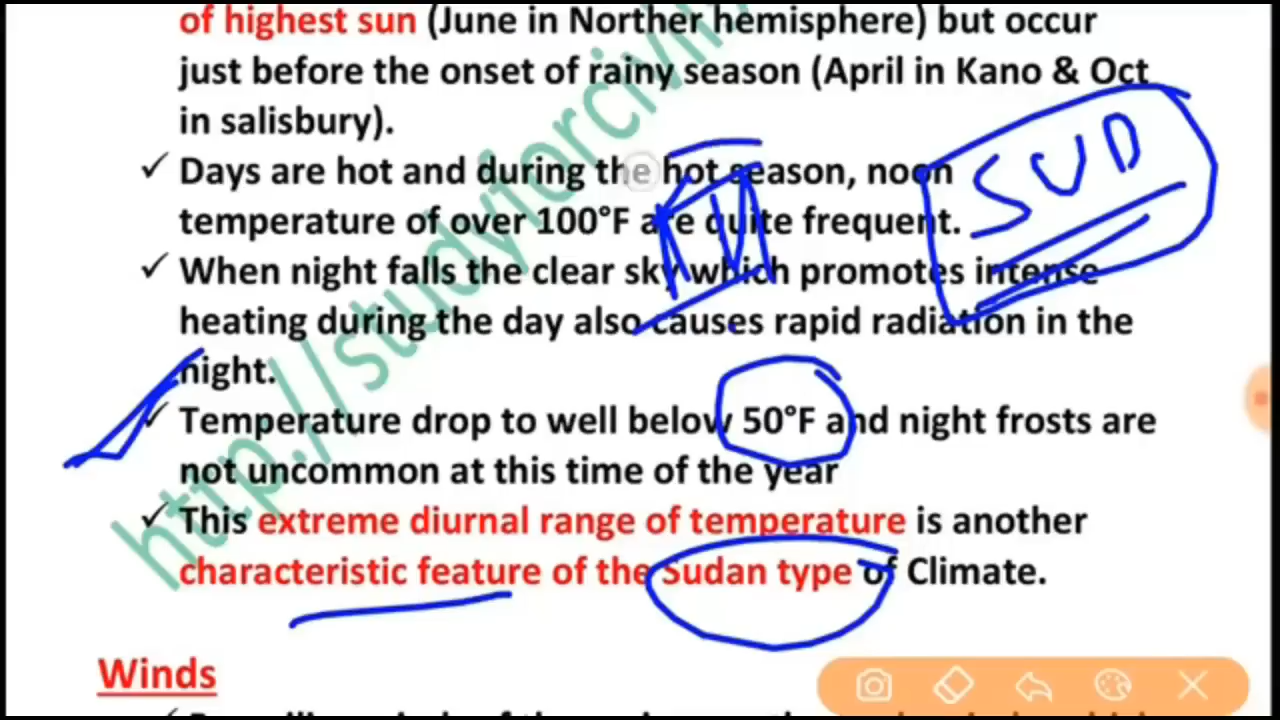 of highest sun (June in Norther hemisphere) but occur
just before the onset of rainy season (April in Kano & Oct
in salisbury).
✓ Days are hot and during the hot season, noon
temperature of over 100°F are quite frequent.
SUD
✓ When night falls the clear sky which promotes intense
heating during the day also causes rapid radiation in the
night.
✓ Temperature drop to well below 50°F and night frosts are
not uncommon at this time of the year
✓ This extreme diurnal range of temperature is another
characteristic feature of the Sudan type of Climate.
Winds
http://studyforcivil